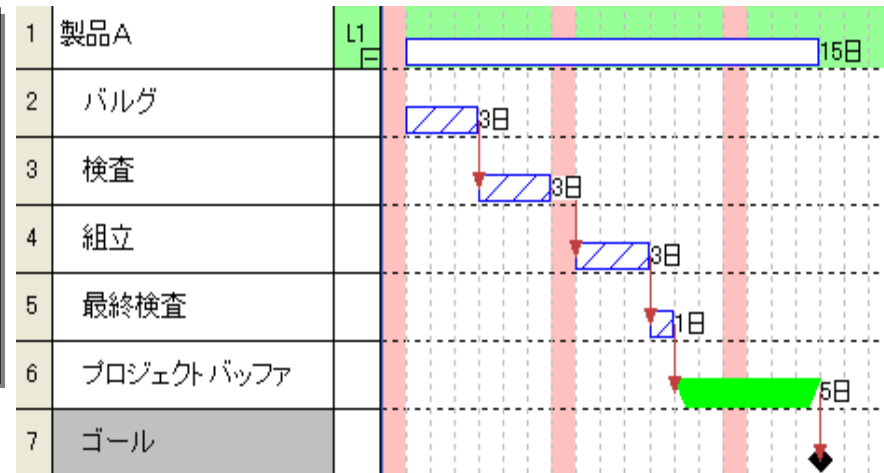 1 製品A L1 15日
2 バルグ 3日
3 検査 3日
4 組立 3日
5 最終検査 1日
6 プロジェクトバッファ 5日
7 ゴール